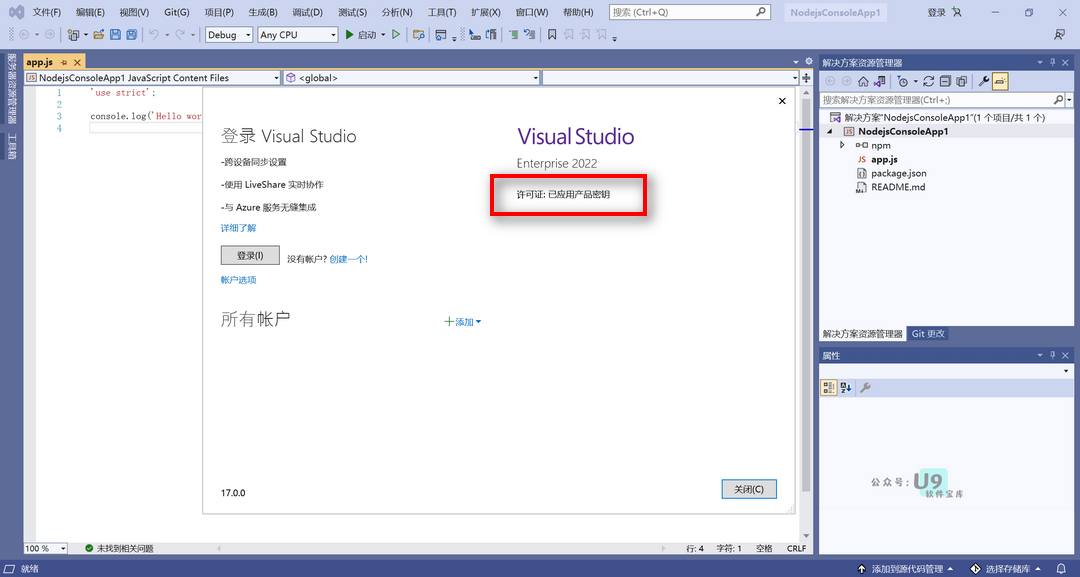 文件(F) 编辑(E) 视图(V) Git(G) 项目(P) 生成(B) 调试(D) 测试(S) 分析(N) 工具(T) 扩展(X) 窗口(W) 帮助(H) 搜索 (Ctrl+Q) NodejsConsoleApp1 登录
Debug Any CPU 启动
服务器资源管理器
工具箱
app.js
NodejsConsoleApp1 JavaScript Content Files <global>
1 'use strict';
2
3 console.log('Hello wor
4
登录 Visual Studio
-跨设备同步设置
-使用 LiveShare 实时协作
-与 Azure 服务无缝集成
详细了解
登录(I) 没有帐户? 创建一个!
帐户选项
所有帐户 添加
Visual Studio
Enterprise 2022
许可证: 已应用产品密钥
17.0.0
关闭(C)
解决方案资源管理器
搜索解决方案资源管理器(Ctrl+;)
解决方案"NodejsConsoleApp1"(1 个项目/共 1 个)
NodejsConsoleApp1
npm
JS app.js
package.json
README.md
解决方案资源管理器 Git 更改
属性
公众号: U9
软件宝库
100 % 未找到相关问题 行: 4 字符: 1 空格 CRLF
就绪 添加到源代码管理 选择存储库